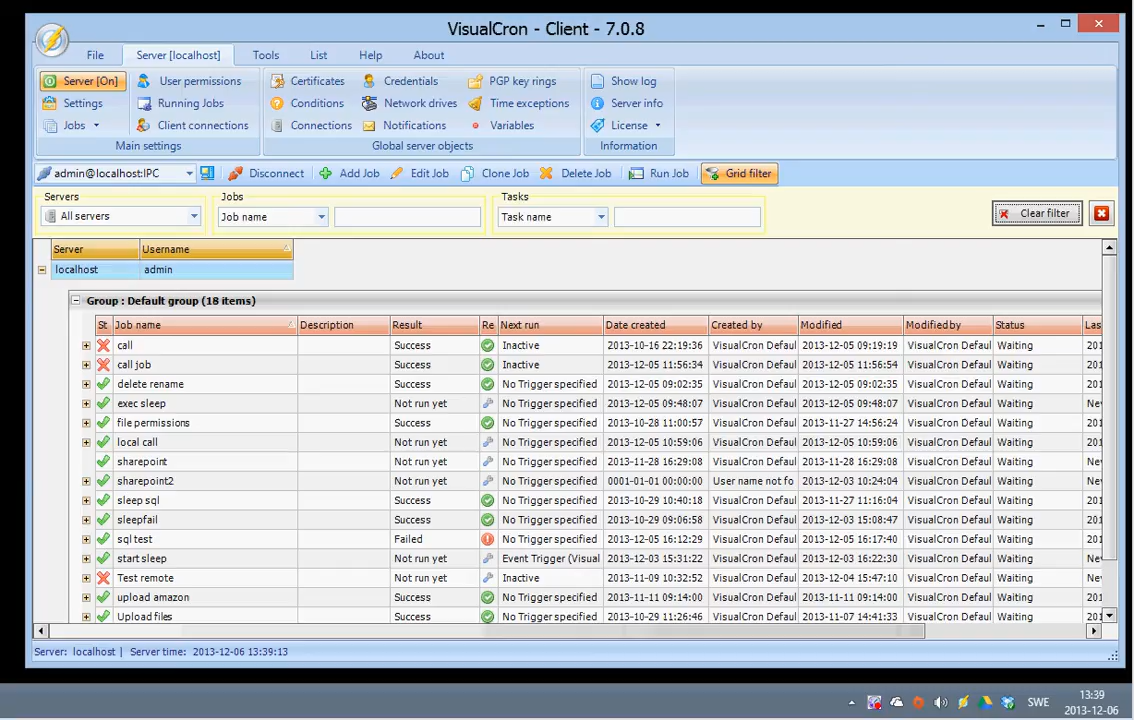 VisualCron - Client - 7.0.8
File Server [localhost] Tools List Help About
Server [On] User permissions Certificates Credentials PGP key rings Show log
Settings Running Jobs Conditions Network drives Time exceptions Server info
Jobs Client connections Connections Notifications Variables License
Main settings Global server objects Information
admin@localhost:IPC Disconnect Add Job Edit Job Clone Job Delete Job Run Job Grid filter
Servers Jobs Tasks
All servers Job name Task name Clear filter
Server Username
localhost admin
Group : Default group (18 items)
St Job name Description Result Re Next run Date created Created by Modified Modified by Status Las
call Success Inactive 2013-10-16 22:19:36 VisualCron Defaul 2013-12-05 09:19:19 VisualCron Defaul Waiting 201
call job Success Inactive 2013-12-05 11:56:34 VisualCron Defaul 2013-12-05 11:56:54 VisualCron Defaul Waiting 201
delete rename Success No Trigger specified 2013-12-05 09:02:35 VisualCron Defaul 2013-12-05 09:02:35 VisualCron Defaul Waiting 201
exec sleep Not run yet No Trigger specified 2013-12-05 09:48:07 VisualCron Defaul 2013-12-05 09:48:07 VisualCron Defaul Waiting Nev
file permissions Success No Trigger specified 2013-10-28 11:00:57 VisualCron Defaul 2013-11-27 14:56:24 VisualCron Defaul Waiting 201
local call Not run yet No Trigger specified 2013-12-05 10:59:06 VisualCron Defaul 2013-12-05 10:59:06 VisualCron Defaul Waiting Nev
sharepoint Not run yet No Trigger specified 2013-11-28 16:29:08 VisualCron Defaul 2013-11-28 16:29:08 VisualCron Defaul Waiting Nev
sharepoint2 Not run yet No Trigger specified 0001-01-01 00:00:00 User name not fo 2013-12-03 10:24:04 VisualCron Defaul Waiting Nev
sleep sql Success No Trigger specified 2013-10-29 10:40:18 VisualCron Defaul 2013-11-27 11:16:04 VisualCron Defaul Waiting 201
sleepfail Success No Trigger specified 2013-10-29 09:06:58 VisualCron Defaul 2013-12-03 15:08:47 VisualCron Defaul Waiting 201
sql test Failed No Trigger specified 2013-12-05 16:12:29 VisualCron Defaul 2013-12-05 16:17:40 VisualCron Defaul Waiting 201
start sleep Not run yet Event Trigger (Visual 2013-12-03 15:31:22 VisualCron Defaul 2013-12-03 16:22:30 VisualCron Defaul Waiting Nev
Test remote Not run yet Inactive 2013-11-09 10:32:52 VisualCron Defaul 2013-12-04 15:47:10 VisualCron Defaul Waiting Nev
upload amazon Success No Trigger specified 2013-11-11 09:14:00 VisualCron Defaul 2013-11-11 09:14:00 VisualCron Defaul Waiting 201
Upload files Success No Trigger specified 2013-10-29 11:26:46 VisualCron Defaul 2013-11-07 14:41:33 VisualCron Defaul Waiting 201
Server: localhost | Server time: 2013-12-06 13:39:13
SWE 13:39
2013-12-06